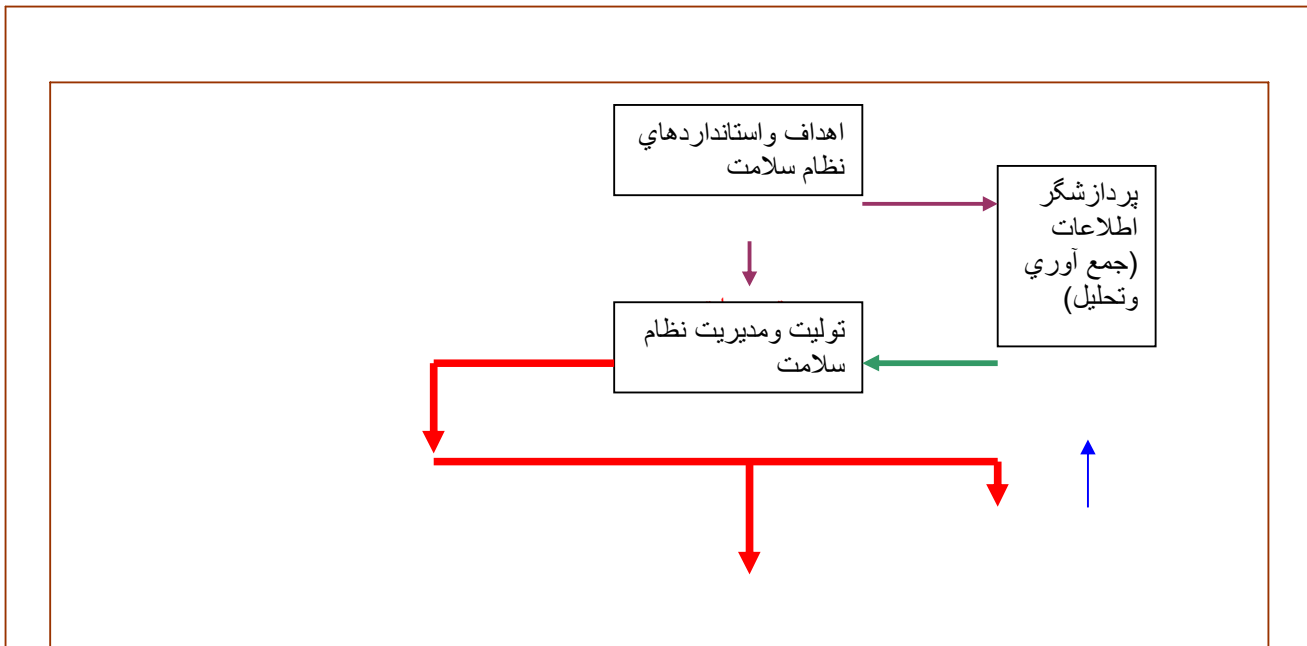 اهداف واستانداردهاي
نظام سلامت
پردازشگر
اطلاعات
(جمع آوري
وتحليل)
توليت ومديريت نظام
سلامت